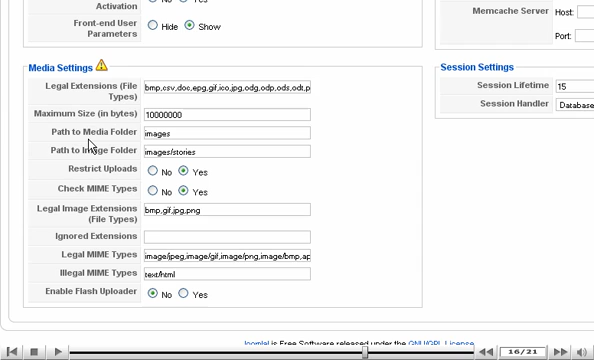 Activation No Yes
Front-end User Parameters Hide Show
Memcache Server Host:
Port:
Media Settings
Legal Extensions (File Types) bmp,csv,doc,epg,gif,ico,jpg,odg,odp,ods,odt,p
Maximum Size (in bytes) 10000000
Path to Media Folder images
Path to Image Folder images/stories
Restrict Uploads No Yes
Check MIME Types No Yes
Legal Image Extensions (File Types) bmp,gif,jpg,png
Ignored Extensions
Legal MIME Types image/jpeg,image/gif,image/png,image/bmp,ap
Illegal MIME Types text/html
Enable Flash Uploader No Yes
Session Settings
Session Lifetime 15
Session Handler Database
Joomla! is Free Software released under the GNU/GPL License
16/21